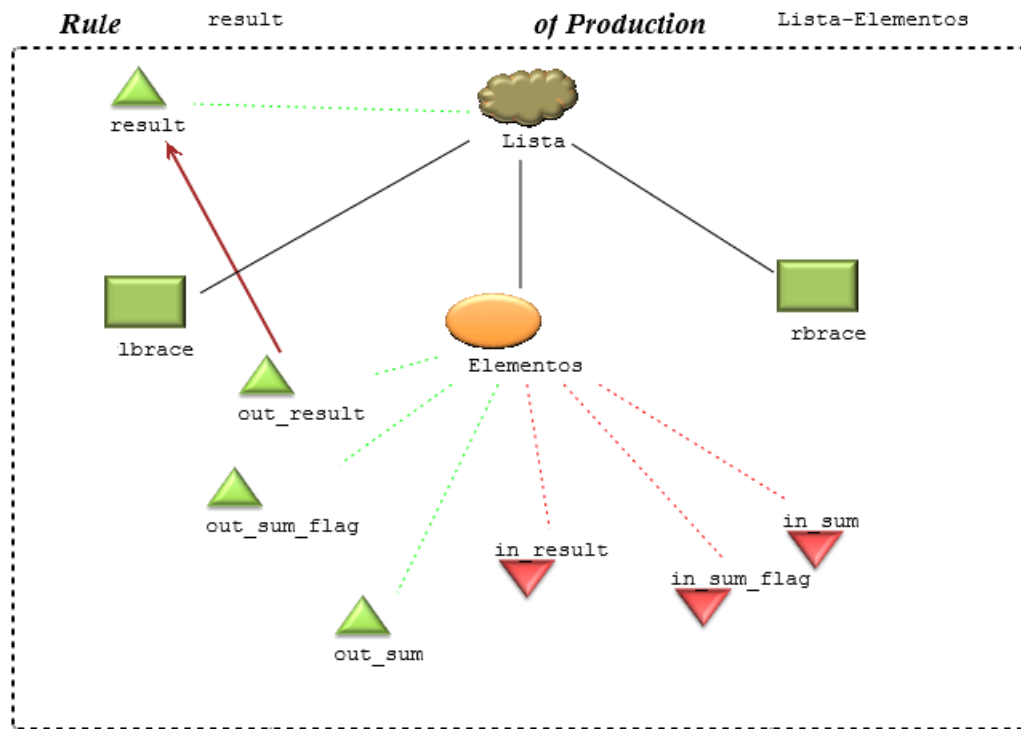 Rule result of Production Lista-Elementos
result
Lista
lbrace
rbrace
Elementos
out_result
out_sum_flag
in_sum
in_result
in_sum_flag
out_sum